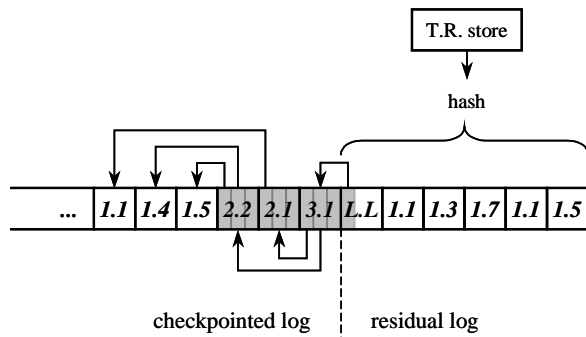 T.R. store
hash
... 1.1 1.4 1.5 2.2 2.1 3.1 L.L 1.1 1.3 1.7 1.1 1.5
checkpointed log residual log